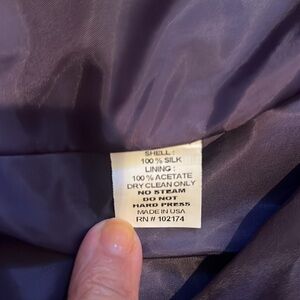 SHELL :
100 % SILK
LINING :
100 % ACETATE
DRY CLEAN ONLY
NO STEAM
DO NOT
HARD PRESS
MADE IN USA
RN # 102174